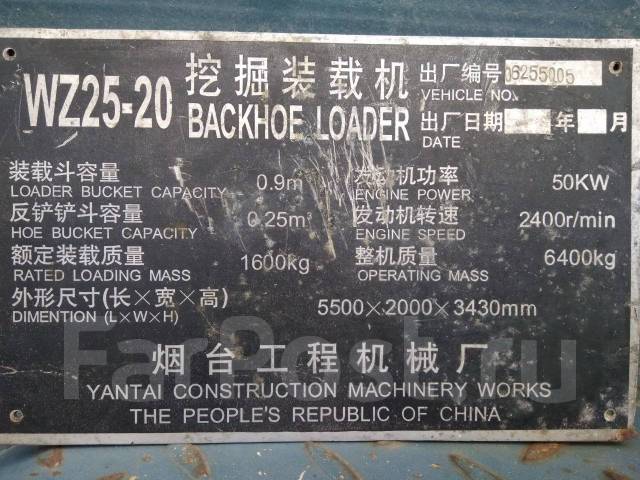 WZ25-20 挖掘装载机 出厂编号 06255005
BACKHOE LOADER VEHICLE NO.
出厂日期 年 月
DATE
装载斗容量 0.9m 发动机功率 50KW
LOADER BUCKET CAPACITY ENGINE POWER
反铲铲斗容量 0.25m³ 发动机转速 2400r/min
HOE BUCKET CAPACITY ENGINE SPEED
额定装载质量 1600kg 整机质量 6400kg
RATED LOADING MASS OPERATING MASS
外形尺寸(长×宽×高) 5500×2000×3430mm
DIMENTION (L×W×H)
FarPost.ru
烟台工程机械厂
YANTAI CONSTRUCTION MACHINERY WORKS
THE PEOPLE'S REPUBLIC OF CHINA